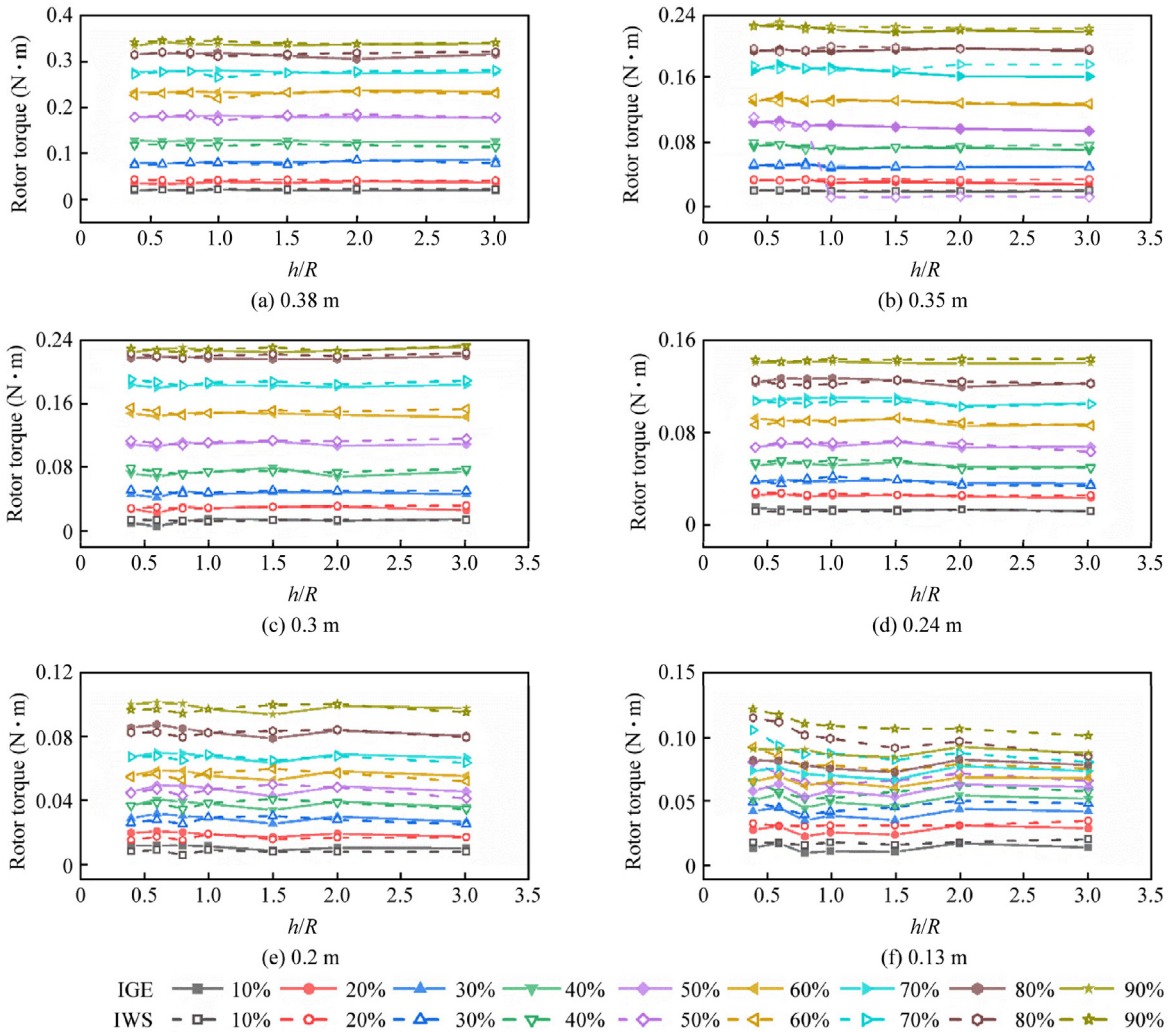 0.4
0.3
0.2
0.1
0
Rotor torque (N · m)
0 0.5 1.0 1.5 2.0 2.5 3.0 3.5
h/R
(a) 0.38 m
0.24
0.16
0.08
0
Rotor torque (N · m)
0 0.5 1.0 1.5 2.0 2.5 3.0 3.5
h/R
(b) 0.35 m
0.24
0.16
0.08
0
Rotor torque (N · m)
0 0.5 1.0 1.5 2.0 2.5 3.0 3.5
h/R
(c) 0.3 m
0.16
0.08
0
Rotor torque (N · m)
0 0.5 1.0 1.5 2.0 2.5 3.0 3.5
h/R
(d) 0.24 m
0.12
0.08
0.04
0
Rotor torque (N · m)
0 0.5 1.0 1.5 2.0 2.5 3.0 3.5
h/R
(e) 0.2 m
0.15
0.10
0.05
0
Rotor torque (N · m)
0 0.5 1.0 1.5 2.0 2.5 3.0 3.5
h/R
(f) 0.13 m
IGE 10% 20% 30% 40% 50% 60% 70% 80% 90%
IWS 10% 20% 30% 40% 50% 60% 70% 80% 90%